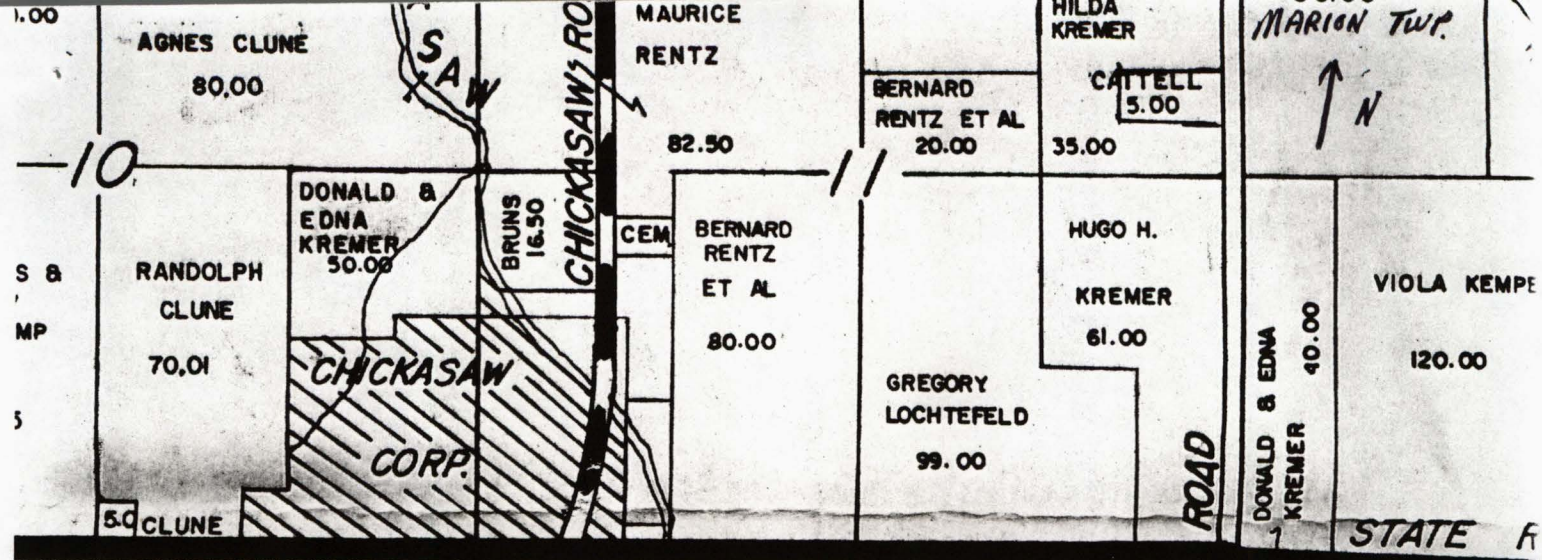 AGNES CLUNE
80,00
SAW
CHICKASAW
MAURICE
RENTZ
82.50
BERNARD
RENTZ ET AL
20.00
HILDA
KREMER
35.00
CATTELL
5.00
MARION TWP.
N
10
11
RANDOLPH
CLUNE
70,01
DONALD &
EDNA
KREMER
50.00
BRUNS
16.50
CEM
BERNARD
RENTZ
ET AL
80.00
HUGO H.
KREMER
61.00
GREGORY
LOCHTEFELD
99.00
ROAD
DONALD & EDNA
KREMER
40.00
VIOLA KEMPE
120.00
S &
MP
CHICKASAW
CORP.
CLUNE
STATE R